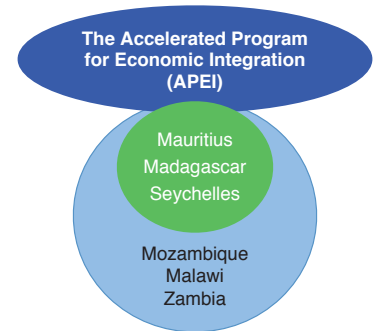 The Accelerated Program
for Economic Integration
(APEI)
Mauritius
Madagascar
Seychelles
Mozambique
Malawi
Zambia